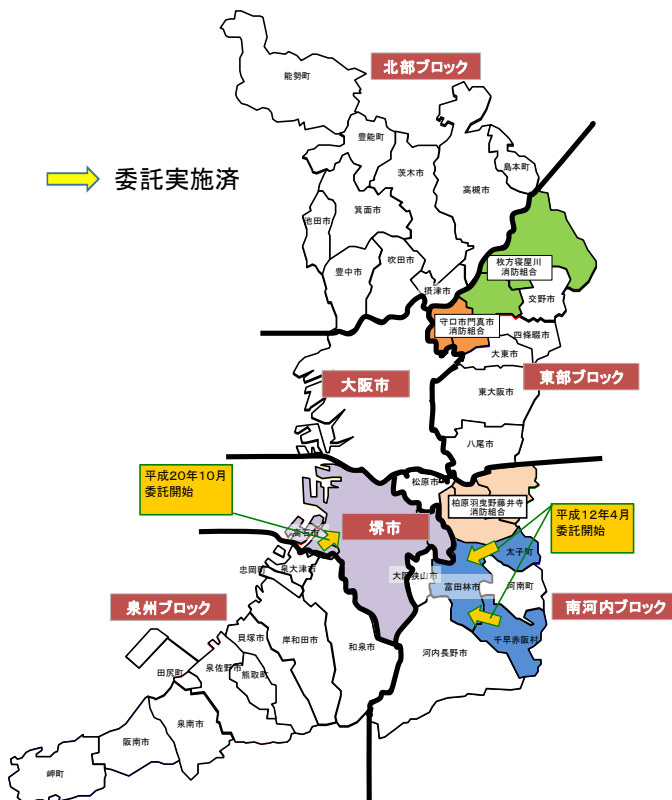 北部ブロック
能勢町
豊能町
茨木市
島本町
高槻市
委託実施済
箕面市
池田市
吹田市
豊中市
摂津市
枚方寝屋川
消防組合
交野市
守口市門真市
消防組合
四條畷市
大東市
大阪市
東部ブロック
東大阪市
八尾市
平成20年10月
委託開始
松原市
柏原羽曳野藤井寺
消防組合
平成12年4月
委託開始
堺市
高石市
太子町
忠岡町
泉大津市
大阪狭山市
富田林市
河南町
泉州ブロック
南河内ブロック
貝塚市
岸和田市
和泉市
河内長野市
千早赤阪村
田尻町
泉佐野市
熊取町
泉南市
阪南市
岬町